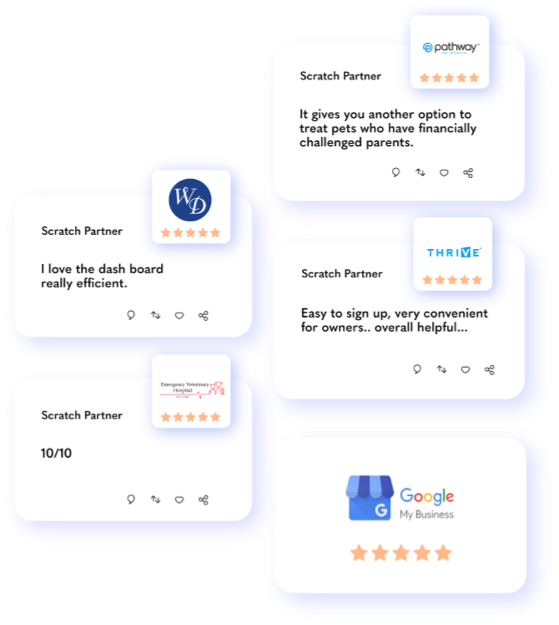 pathway
Scratch Partner
It gives you another option to
treat pets who have financially
challenged parents.
WD
Scratch Partner
I love the dash board
really efficient.
THRIVE
Scratch Partner
Easy to sign up, very convenient
for owners.. overall helpful...
Emergency Veterinary
Hospital
Scratch Partner
10/10
G
Google
My Business